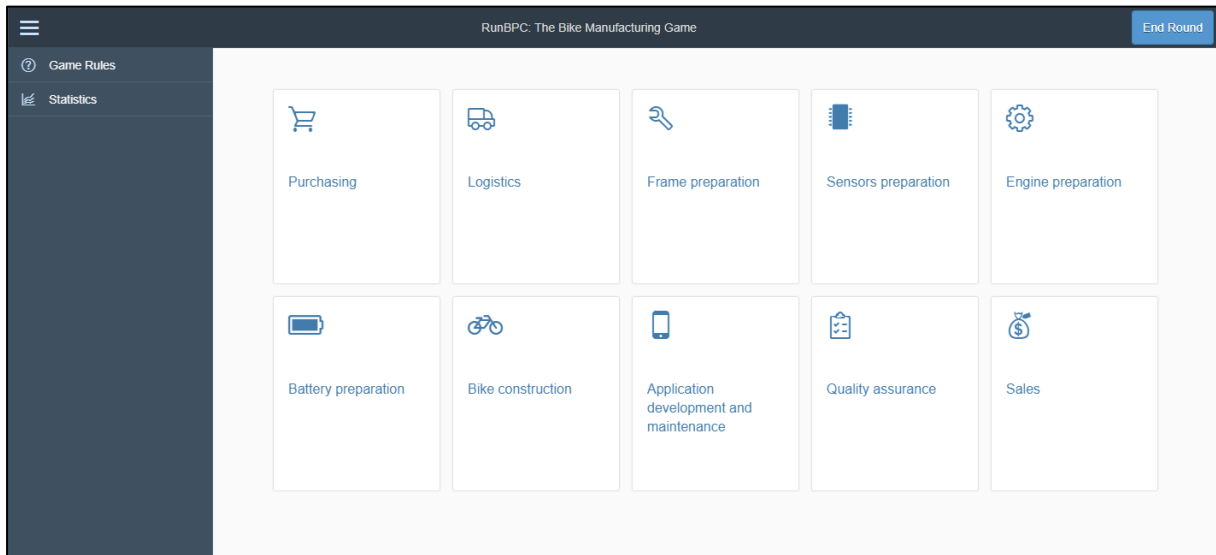 RunBPC: The Bike Manufacturing Game
End Round
Game Rules
Statistics
Purchasing
Logistics
Frame preparation
Sensors preparation
Engine preparation
Battery preparation
Bike construction
Application
development and
maintenance
Quality assurance
$
Sales